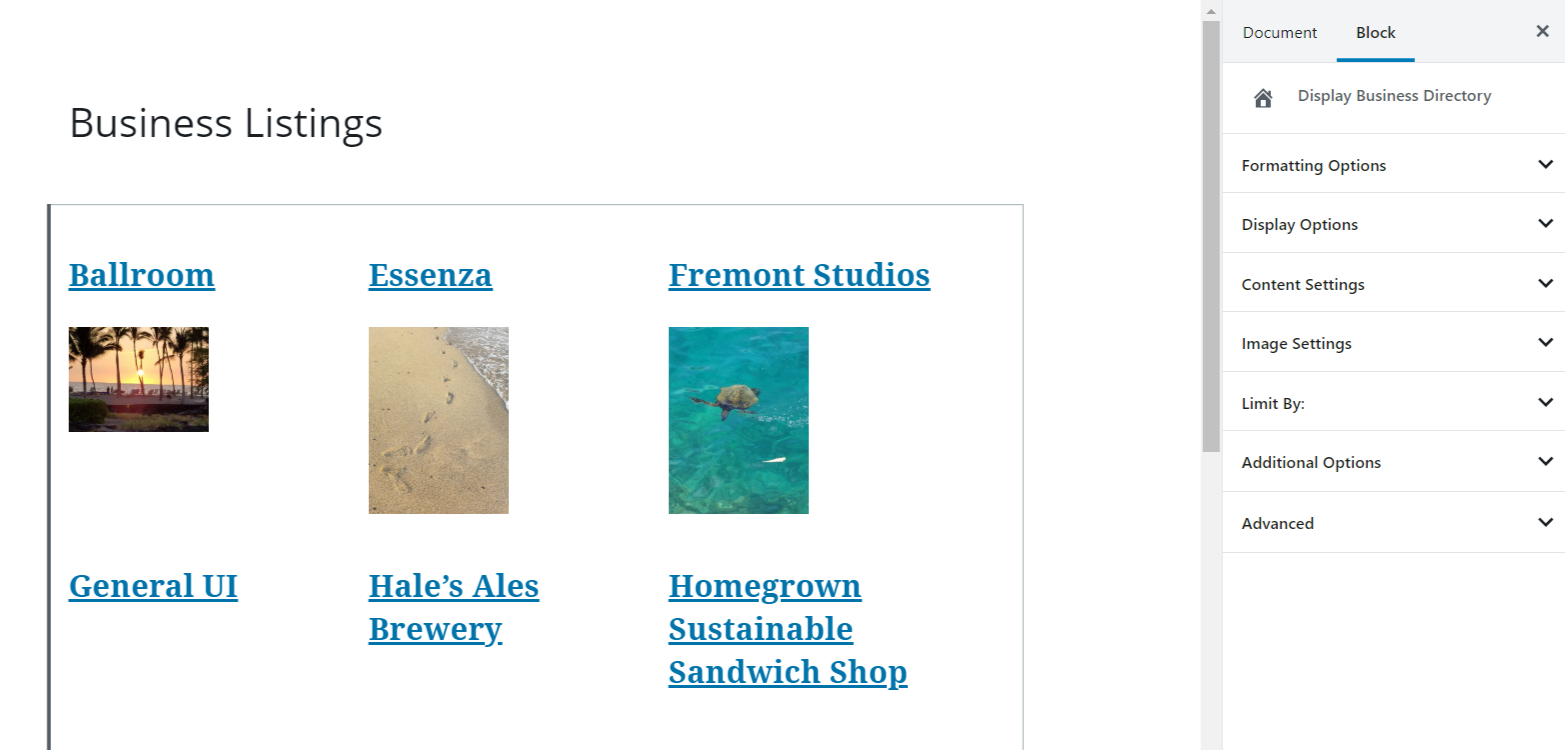 Business Listings
Ballroom
Essenza
Fremont Studios
General UI
Hale’s Ales
Brewery
Homegrown
Sustainable
Sandwich Shop
Document
Block
Display Business Directory
Formatting Options
Display Options
Content Settings
Image Settings
Limit By:
Additional Options
Advanced